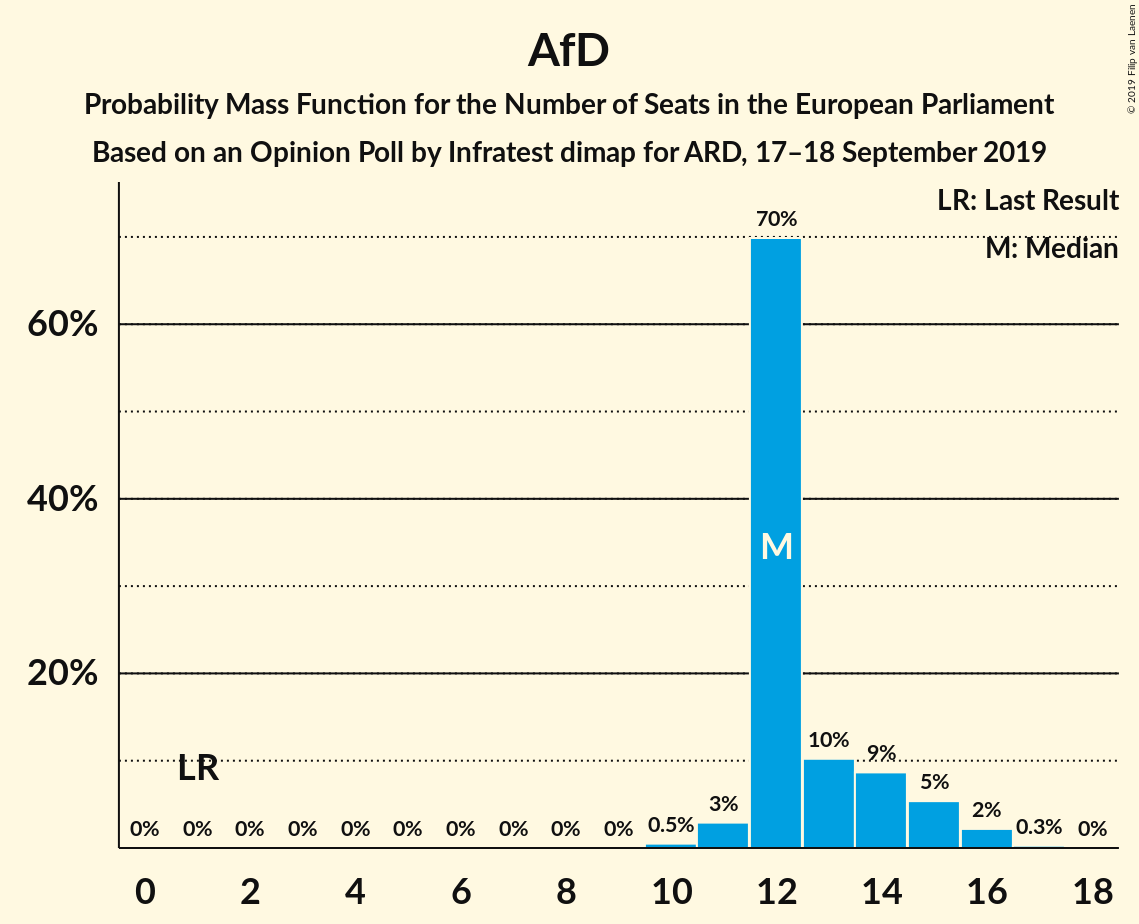 AfD
Probability Mass Function for the Number of Seats in the European Parliament
Based on an Opinion Poll by Infratest dimap for ARD, 17–18 September 2019
© 2019 Filip van Laenen
LR: Last Result
M: Median
60%
40%
20%
LR
M
0% 0% 0% 0% 0% 0% 0% 0% 0% 0% 0.5% 3% 70% 10% 9% 5% 2% 0.3% 0%
0 2 4 6 8 10 12 14 16 18